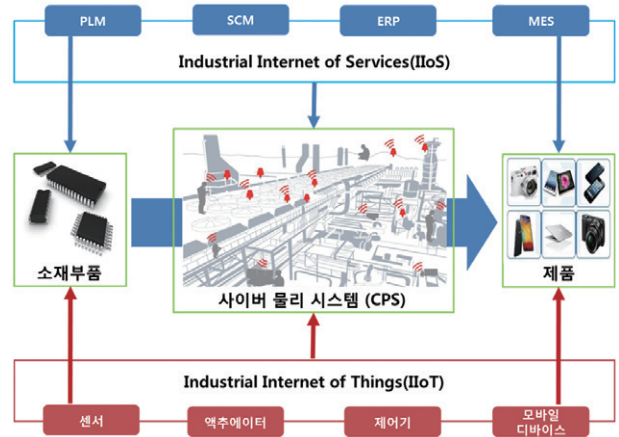 PLM
SCM
ERP
MES
Industrial Internet of Services(IIoS)
소재부품
사이버 물리 시스템 (CPS)
제품
Industrial Internet of Things(IIoT)
센서
액추에이터
제어기
모바일
디바이스